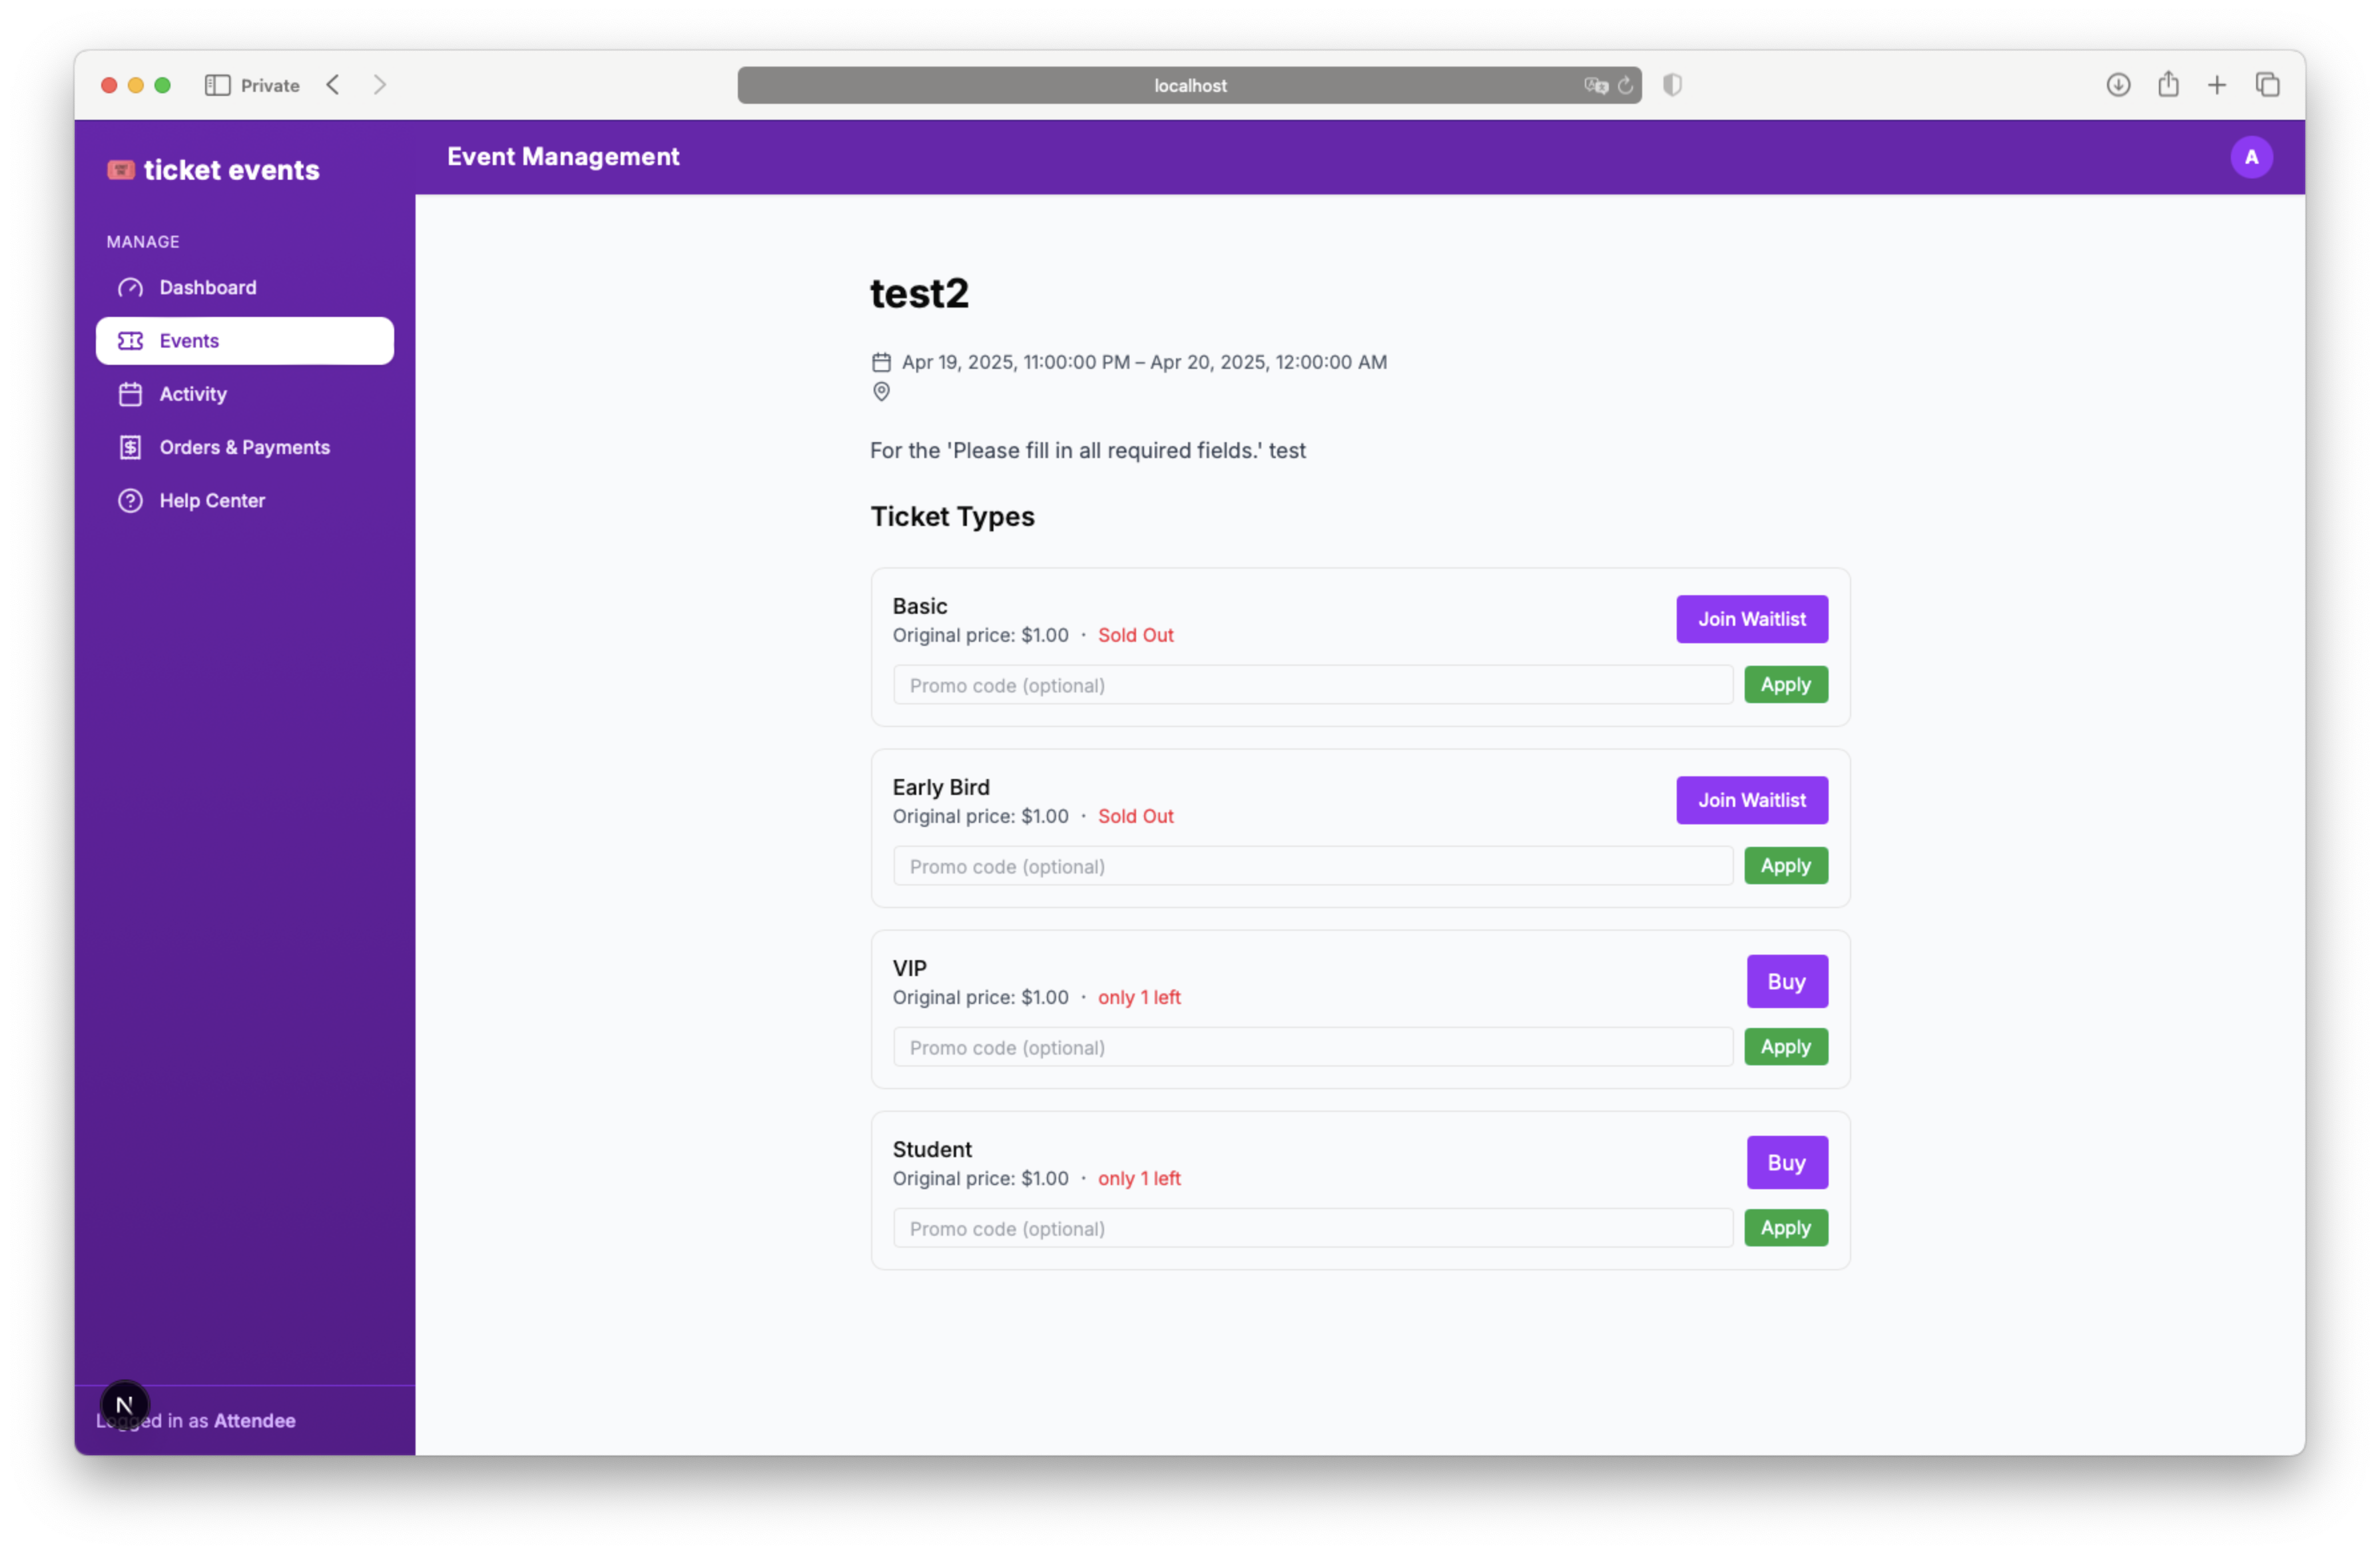 Private
localhost
ticket events
Event Management
A
MANAGE
Dashboard
Events
Activity
Orders & Payments
Help Center
test2
Apr 19, 2025, 11:00:00 PM – Apr 20, 2025, 12:00:00 AM
For the 'Please fill in all required fields.' test
Ticket Types
Basic
Original price: $1.00 · Sold Out
Join Waitlist
Promo code (optional)
Apply
Early Bird
Original price: $1.00 · Sold Out
Join Waitlist
Promo code (optional)
Apply
VIP
Original price: $1.00 · only 1 left
Buy
Promo code (optional)
Apply
Student
Original price: $1.00 · only 1 left
Buy
Promo code (optional)
Apply
N
Logged in as Attendee